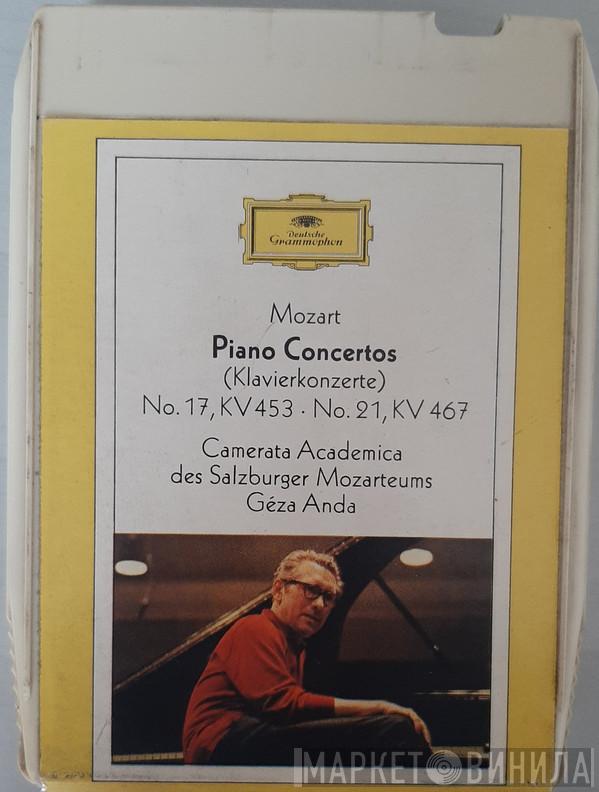 Deutsche
Grammophon
Mozart
Piano Concertos
(Klavierkonzerte)
No. 17, KV 453 · No. 21, KV 467
Camerata Academica
des Salzburger Mozarteums
Géza Anda
МАРКЕТ ВИНИЛА